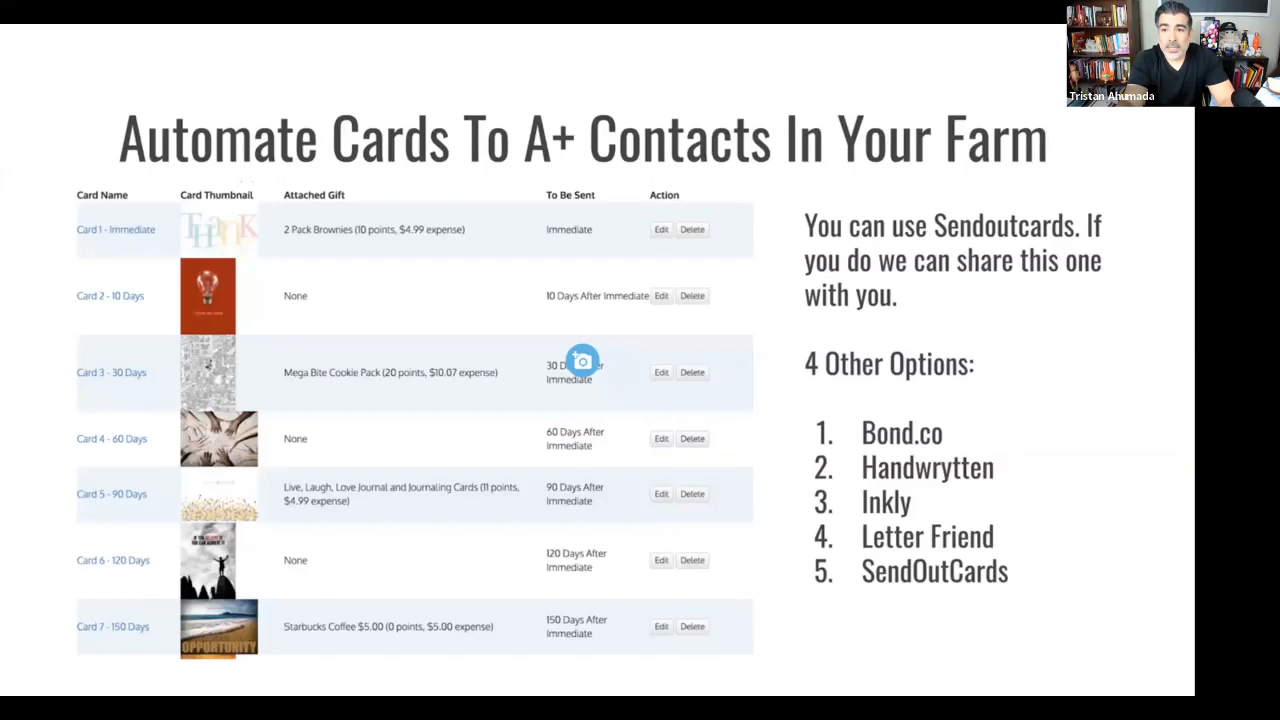 Tristan Ahumada
Automate Cards To A+ Contacts In Your Farm
Card Name Card Thumbnail Attached Gift To Be Sent Action
Card 1 - Immediate THANK 2 Pack Brownies (10 points, $4.99 expense) Immediate Edit Delete
Card 2 - 10 Days None 10 Days After Immediate Edit Delete
Card 3 - 30 Days Mega Bite Cookie Pack (20 points, $10.07 expense) 30 Edit Delete
Immediate
Card 4 - 60 Days None 60 Days After Edit Delete
Immediate
Card 5 - 90 Days Live, Laugh, Love Journal and Journaling Cards (11 points, 90 Days After Edit Delete
$4.99 expense) Immediate
Card 6 - 120 Days None 120 Days After Edit Delete
Immediate
Card 7 - 150 Days Starbucks Coffee $5.00 (0 points, $5.00 expense) 150 Days After Edit Delete
Immediate
OPPORTUNITY
You can use Sendoutcards. If
you do we can share this one
with you.
4 Other Options:
1. Bond.co
2. Handwrytten
3. Inkly
4. Letter Friend
5. SendOutCards